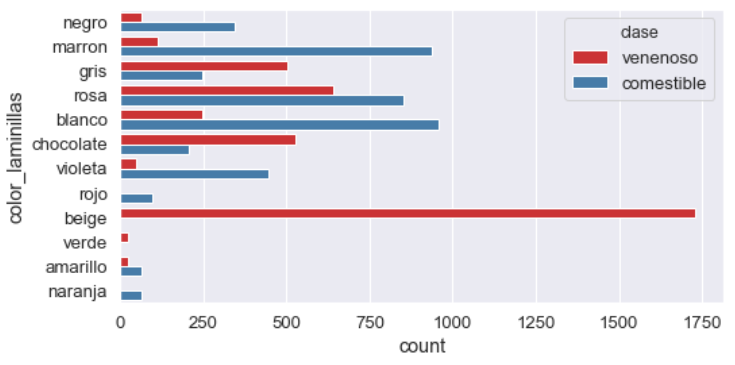 color_laminillas
negro
marron
gris
rosa
blanco
chocolate
violeta
rojo
beige
verde
amarillo
naranja
0 250 500 750 1000 1250 1500 1750
count
clase
venenoso
comestible